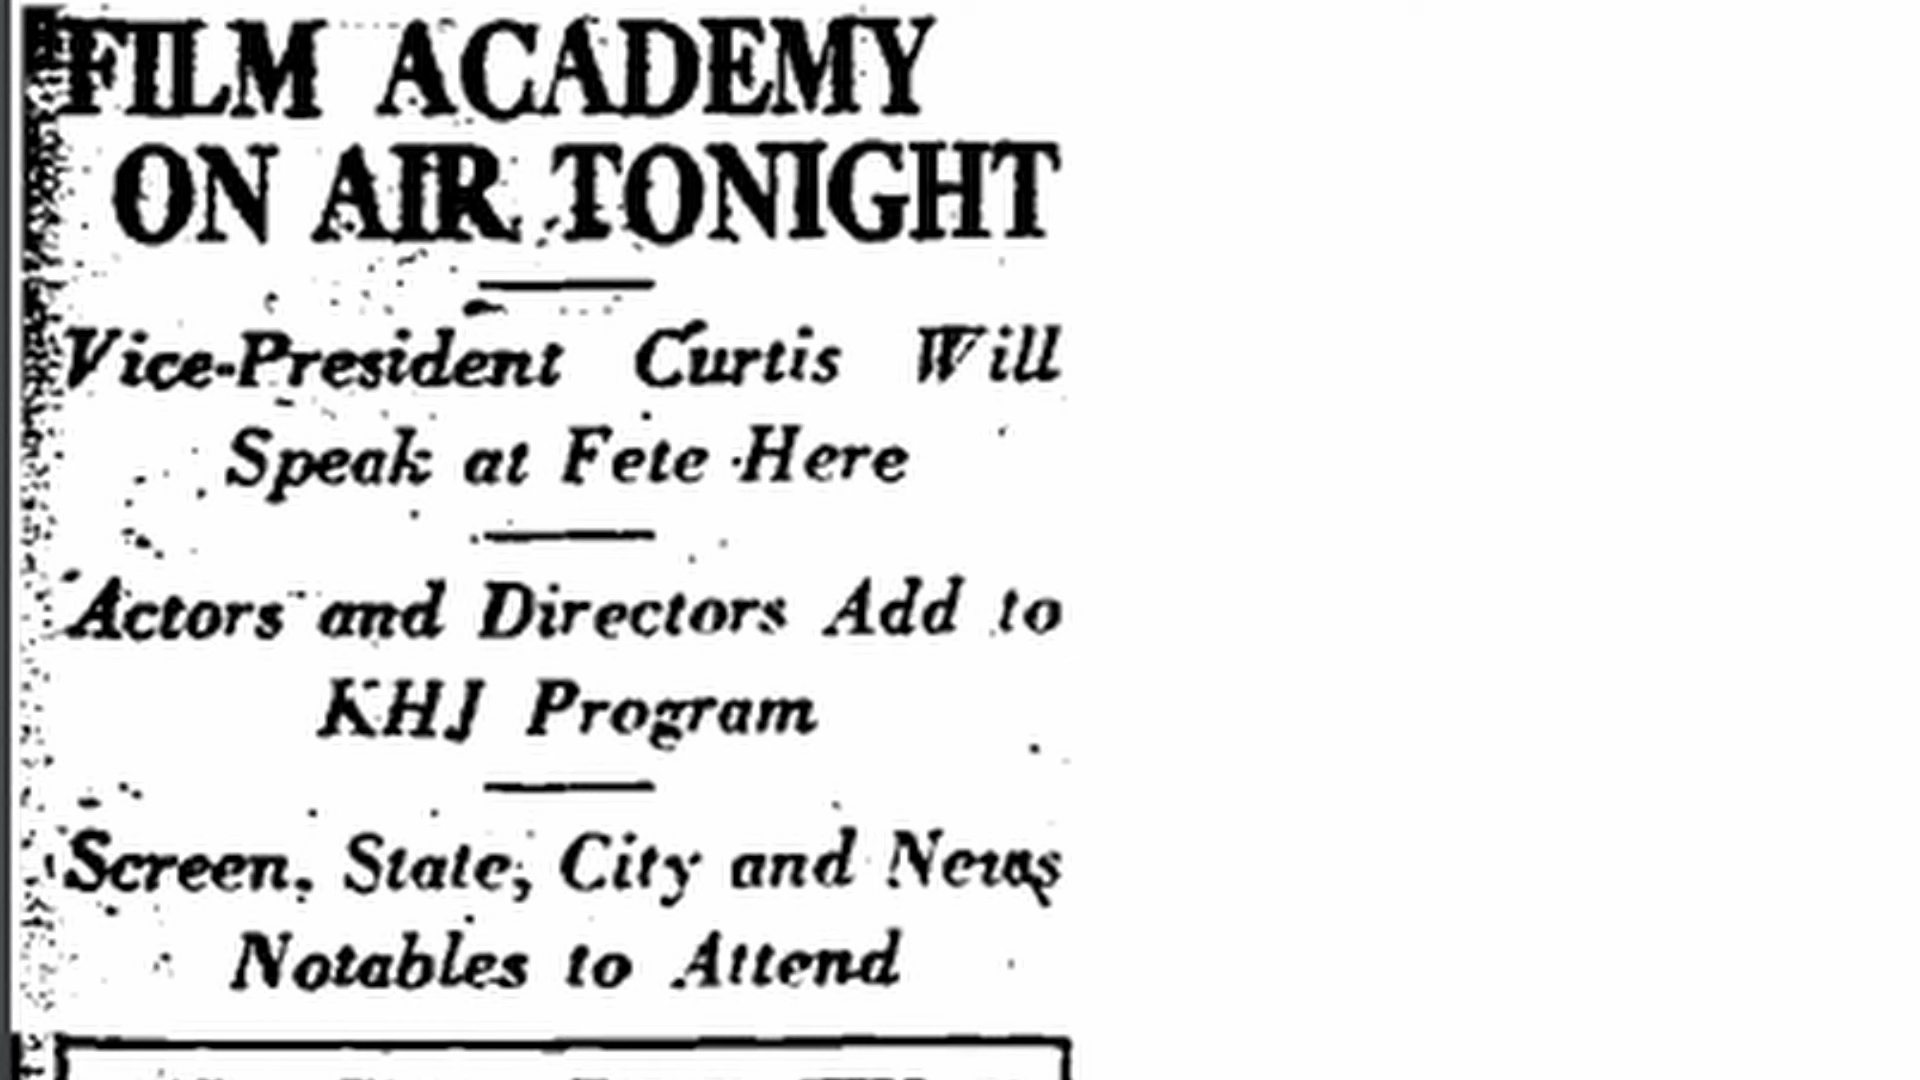 FILM ACADEMY
ON AIR TONIGHT
Vice-President Curtis Will
Speak at Fete Here
Actors and Directors Add to
KHJ Program
Screen, State, City and News
Notables to Attend